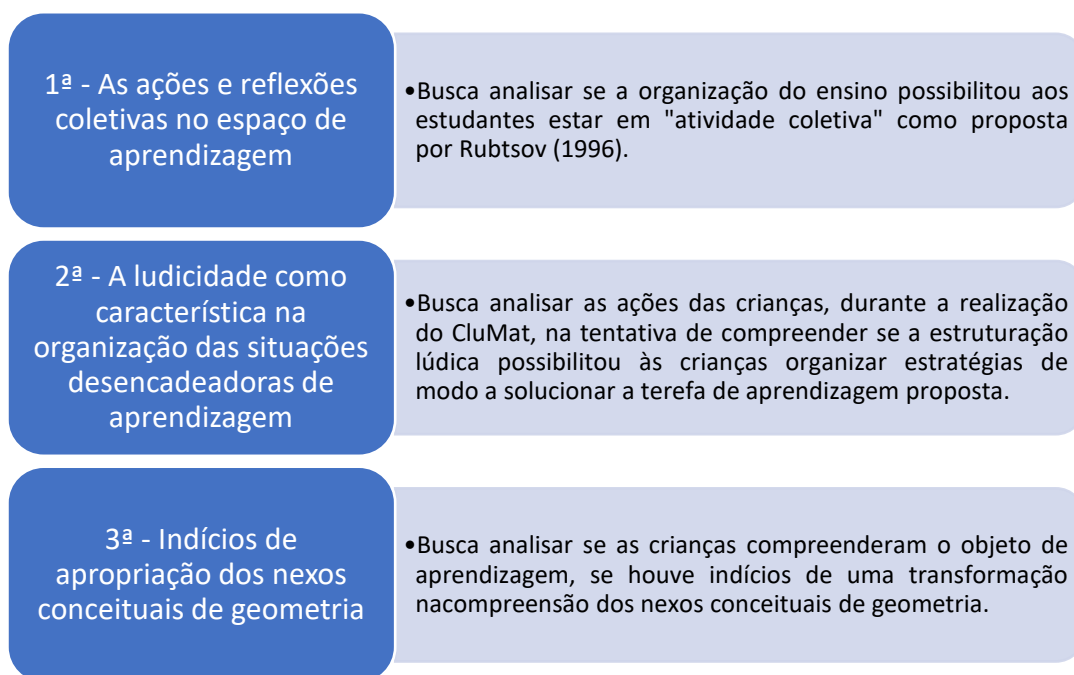 1ª - As ações e reflexões
coletivas no espaço de
aprendizagem
•Busca analisar se a organização do ensino possibilitou aos
estudantes estar em "atividade coletiva" como proposta
por Rubtsov (1996).
2ª - A ludicidade como
característica na
organização das situações
desencadeadoras de
aprendizagem
•Busca analisar as ações das crianças, durante a realização
do CluMat, na tentativa de compreender se a estruturação
lúdica possibilitou às crianças organizar estratégias de
modo a solucionar a terefa de aprendizagem proposta.
3ª - Indícios de
apropriação dos nexos
conceituais de geometria
•Busca analisar se as crianças compreenderam o objeto de
aprendizagem, se houve indícios de uma transformação
nacompreensão dos nexos conceituais de geometria.